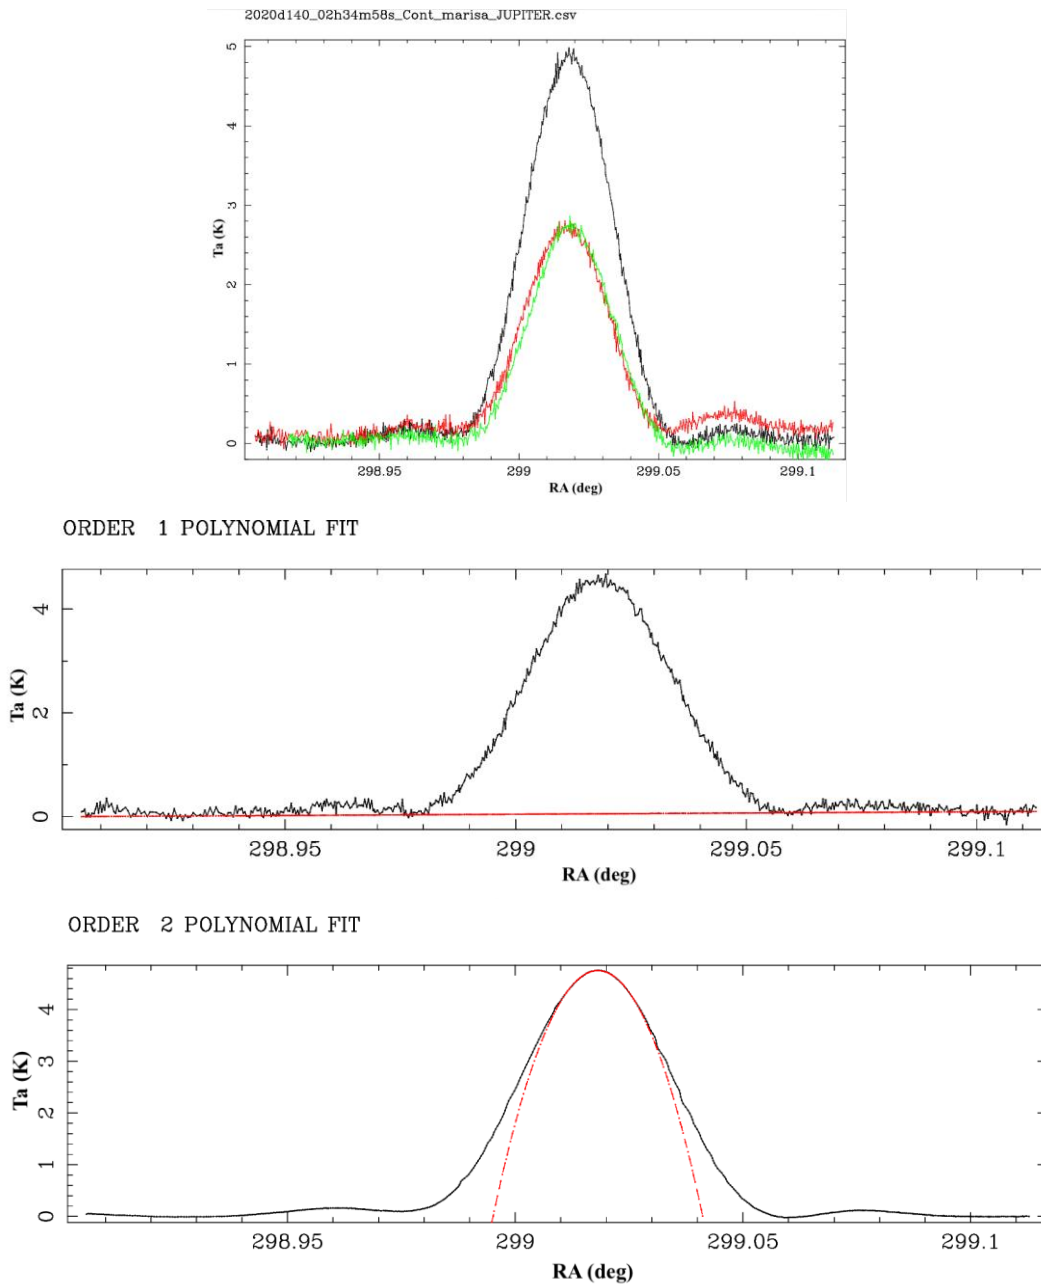 2020d140_02h34m58s_Cont_marisa_JUPITER.csv
5
4
3
2
1
0
Ta (K)
298.95 299 299.05 299.1
RA (deg)
ORDER 1 POLYNOMIAL FIT
4
2
0
Ta (K)
298.95 299 299.05 299.1
RA (deg)
ORDER 2 POLYNOMIAL FIT
4
3
2
1
0
Ta (K)
298.95 299 299.05 299.1
RA (deg)